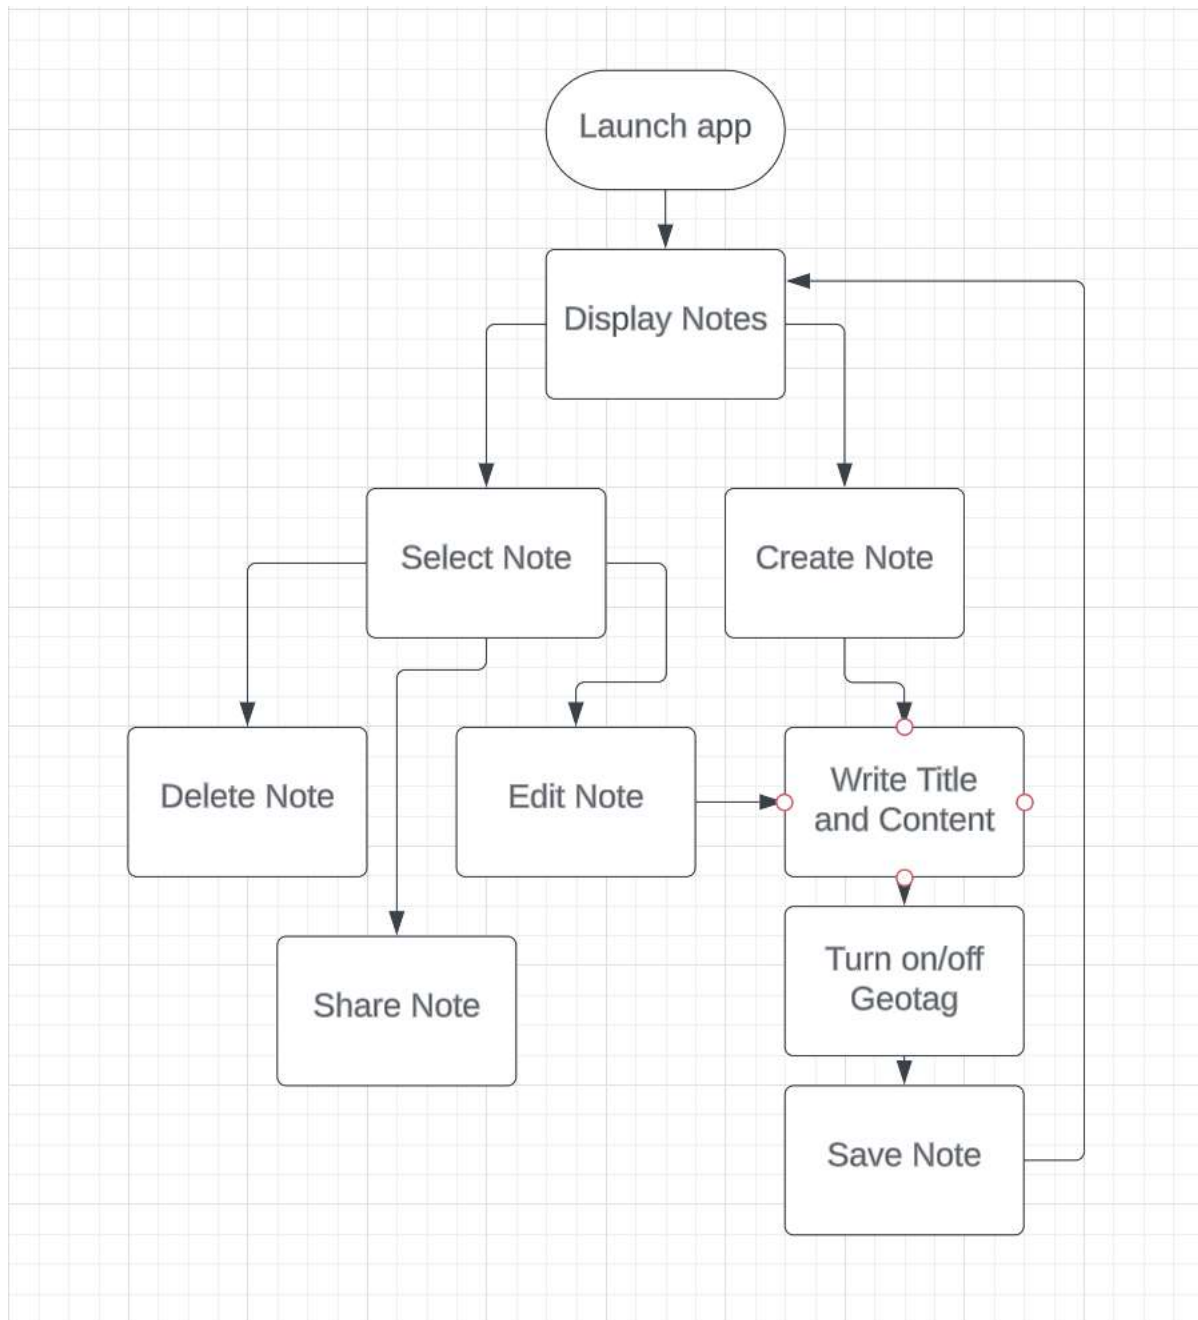 Launch app
Display Notes
Select Note
Create Note
Delete Note
Edit Note
Write Title
and Content
Share Note
Turn on/off
Geotag
Save Note